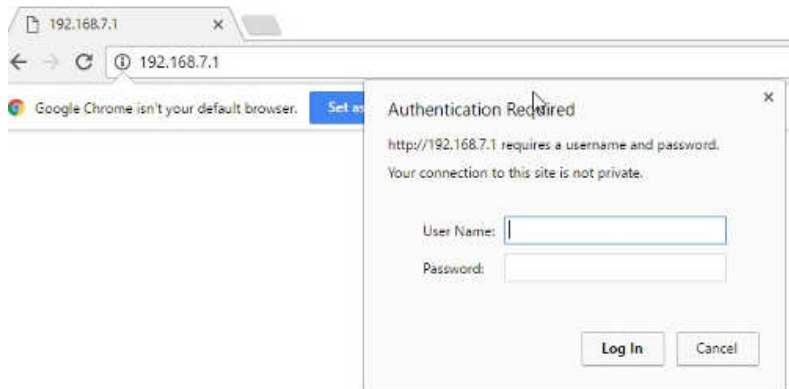 192.168.7.1
192.168.7.1
Google Chrome isn't your default browser. Set as
Authentication Required
http://192.168.7.1 requires a username and password.
Your connection to this site is not private.
User Name:
Password:
Log In Cancel